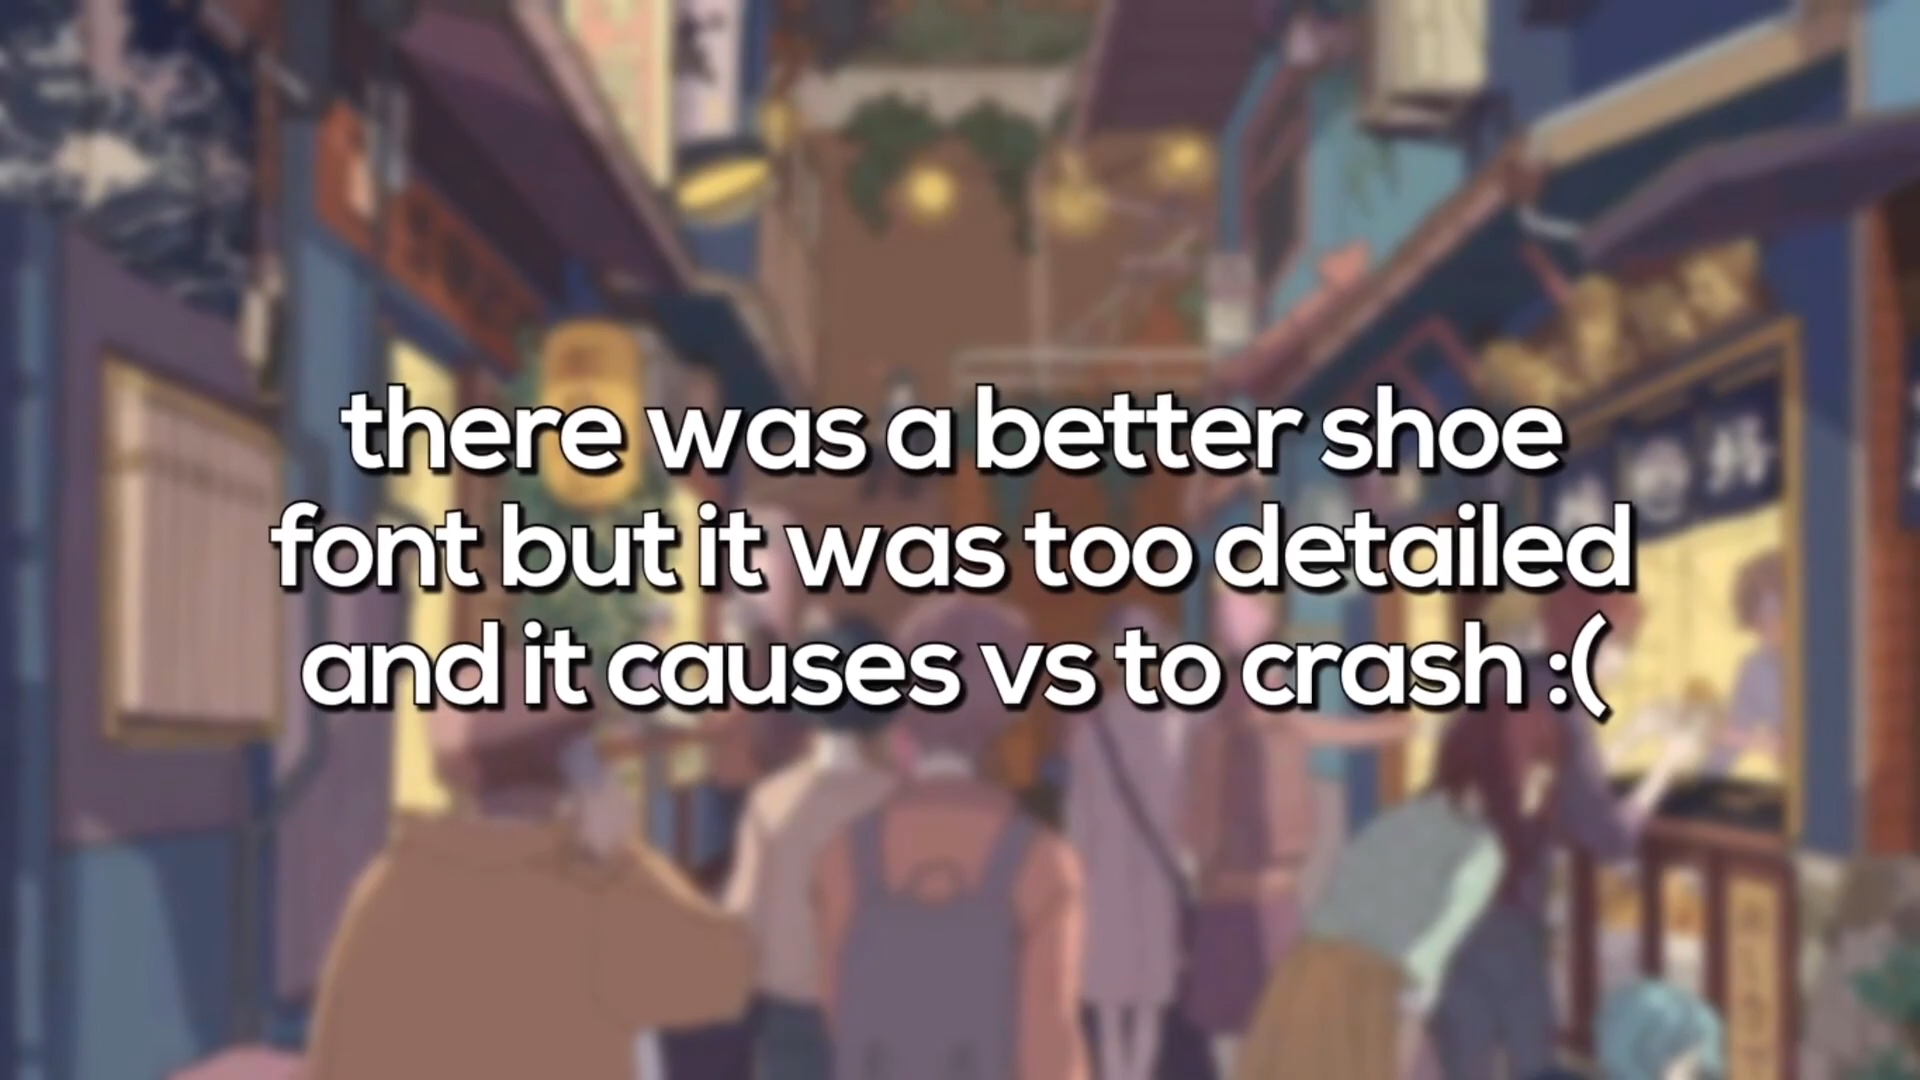 there was a better shoe
font but it was too detailed
and it causes vs to crash :(